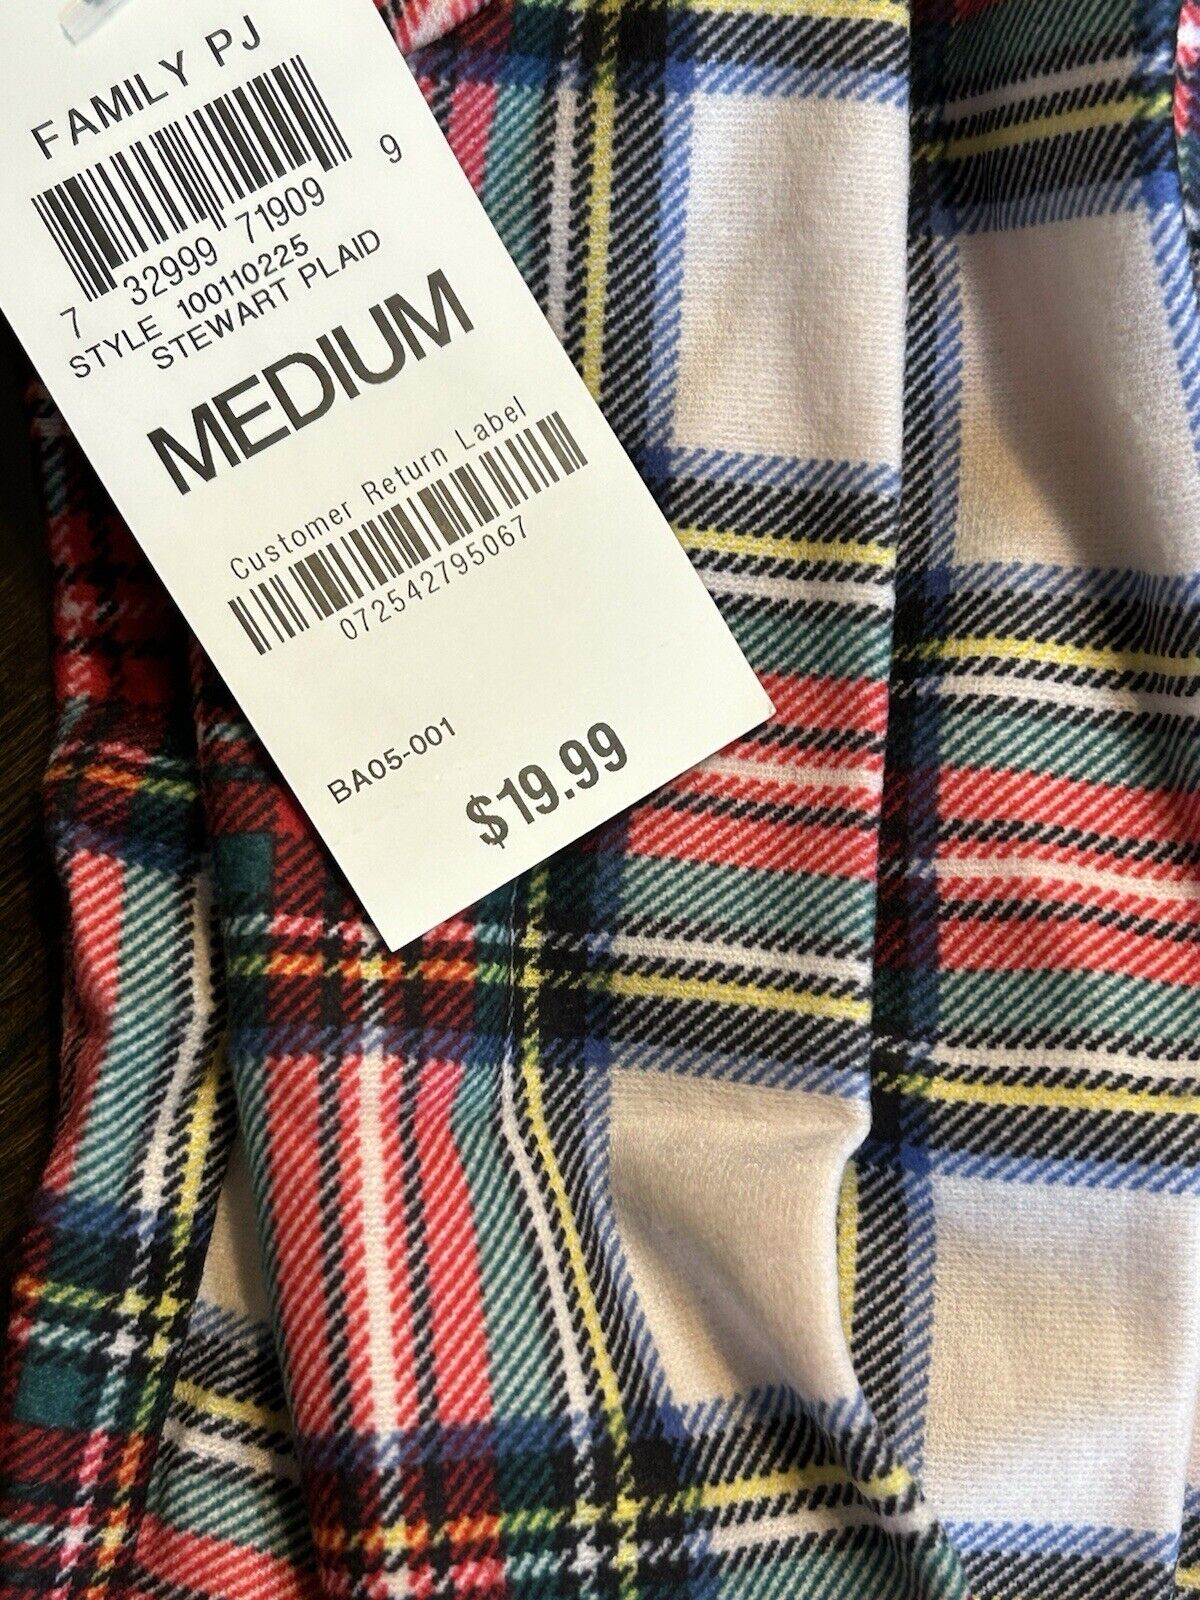 FAMILY PJ
7 32999 71909 9
STYLE 100110225
STEWART PLAID
MEDIUM
Customer Return Label
072542795067
BA05-001
$19.99